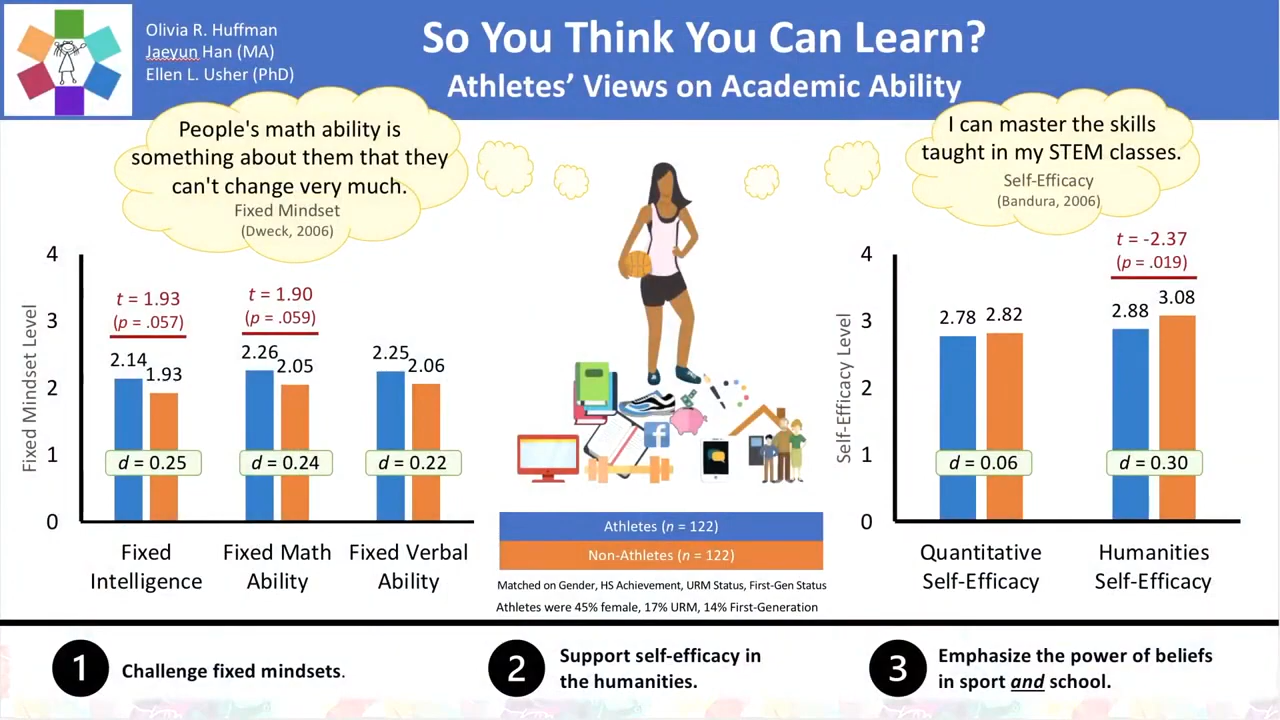 Olivia R. Huffman
Jaeyun Han (MA)
Ellen L. Usher (PhD)
So You Think You Can Learn?
Athletes’ Views on Academic Ability
People's math ability is
something about them that they
can't change very much.
Fixed Mindset
(Dweck, 2006)
I can master the skills
taught in my STEM classes.
Self-Efficacy
(Bandura, 2006)
Fixed Mindset Level
4
3
2
1
0
t = 1.93
(p = .057)
t = 1.90
(p = .059)
2.14
1.93
2.26
2.05
2.25
2.06
d = 0.25
d = 0.24
d = 0.22
Fixed
Intelligence
Fixed Math
Ability
Fixed Verbal
Ability
Athletes (n = 122)
Non-Athletes (n = 122)
Matched on Gender, HS Achievement, URM Status, First-Gen Status
Athletes were 45% female, 17% URM, 14% First-Generation
Self-Efficacy Level
4
3
2
1
0
t = -2.37
(p = .019)
2.78
2.82
2.88
3.08
d = 0.06
d = 0.30
Quantitative
Self-Efficacy
Humanities
Self-Efficacy
1
Challenge fixed mindsets.
2
Support self-efficacy in
the humanities.
3
Emphasize the power of beliefs
in sport and school.